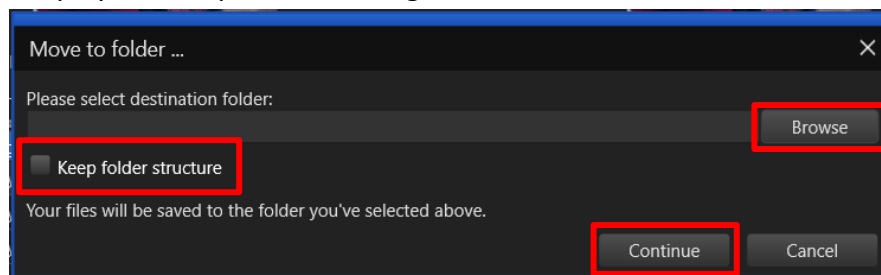 Move to folder ...
Please select destination folder:
Browse
Keep folder structure
Your files will be saved to the folder you've selected above.
Continue Cancel